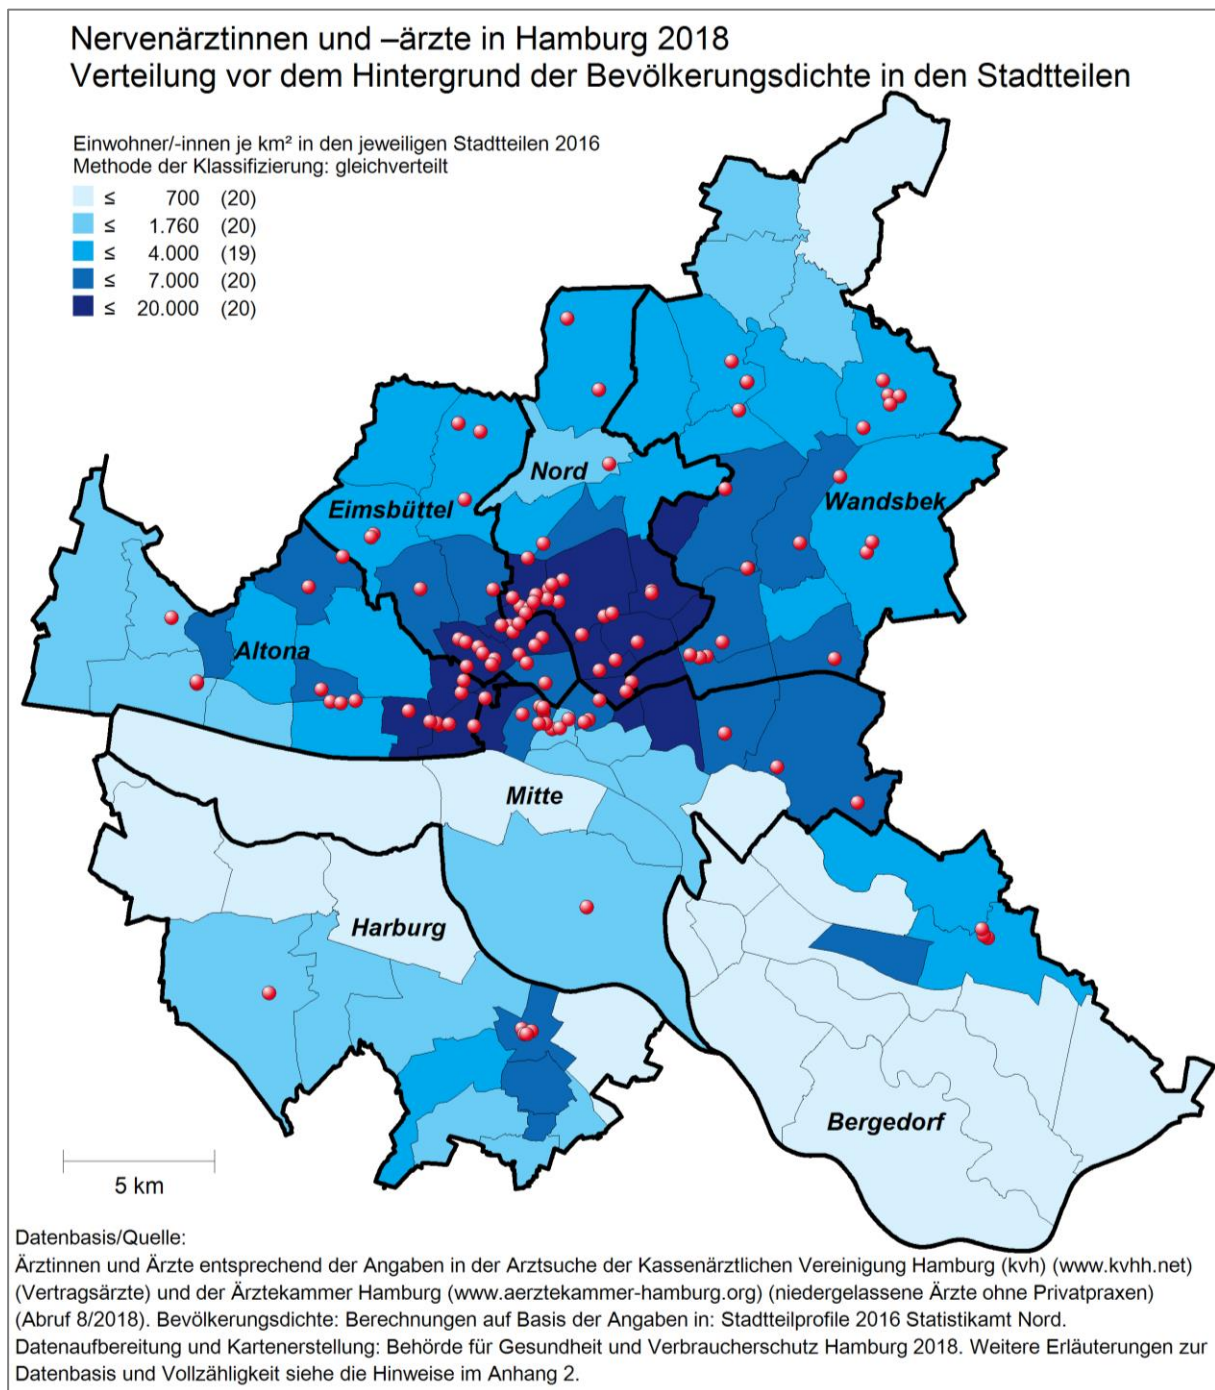 Nervenärztinnen und –ärzte in Hamburg 2018
Verteilung vor dem Hintergrund der Bevölkerungsdichte in den Stadtteilen
Einwohner/-innen je km² in den jeweiligen Stadtteilen 2016
Methode der Klassifizierung: gleichverteilt
≤ 700 (20)
≤ 1.760 (20)
≤ 4.000 (19)
≤ 7.000 (20)
≤ 20.000 (20)
Nord
Wandsbek
Eimsbüttel
Altona
Mitte
Harburg
Bergedorf
5 km
Datenbasis/Quelle:
Ärztinnen und Ärzte entsprechend der Angaben in der Arztsuche der Kassenärztlichen Vereinigung Hamburg (kvh) (www.kvhh.net)
(Vertragsärzte) und der Ärztekammer Hamburg (www.aerztekammer-hamburg.org) (niedergelassene Ärzte ohne Privatpraxen)
(Abruf 8/2018). Bevölkerungsdichte: Berechnungen auf Basis der Angaben in: Stadtteilprofile 2016 Statistikamt Nord.
Datenaufbereitung und Kartenerstellung: Behörde für Gesundheit und Verbraucherschutz Hamburg 2018. Weitere Erläuterungen zur
Datenbasis und Vollzähligkeit siehe die Hinweise im Anhang 2.